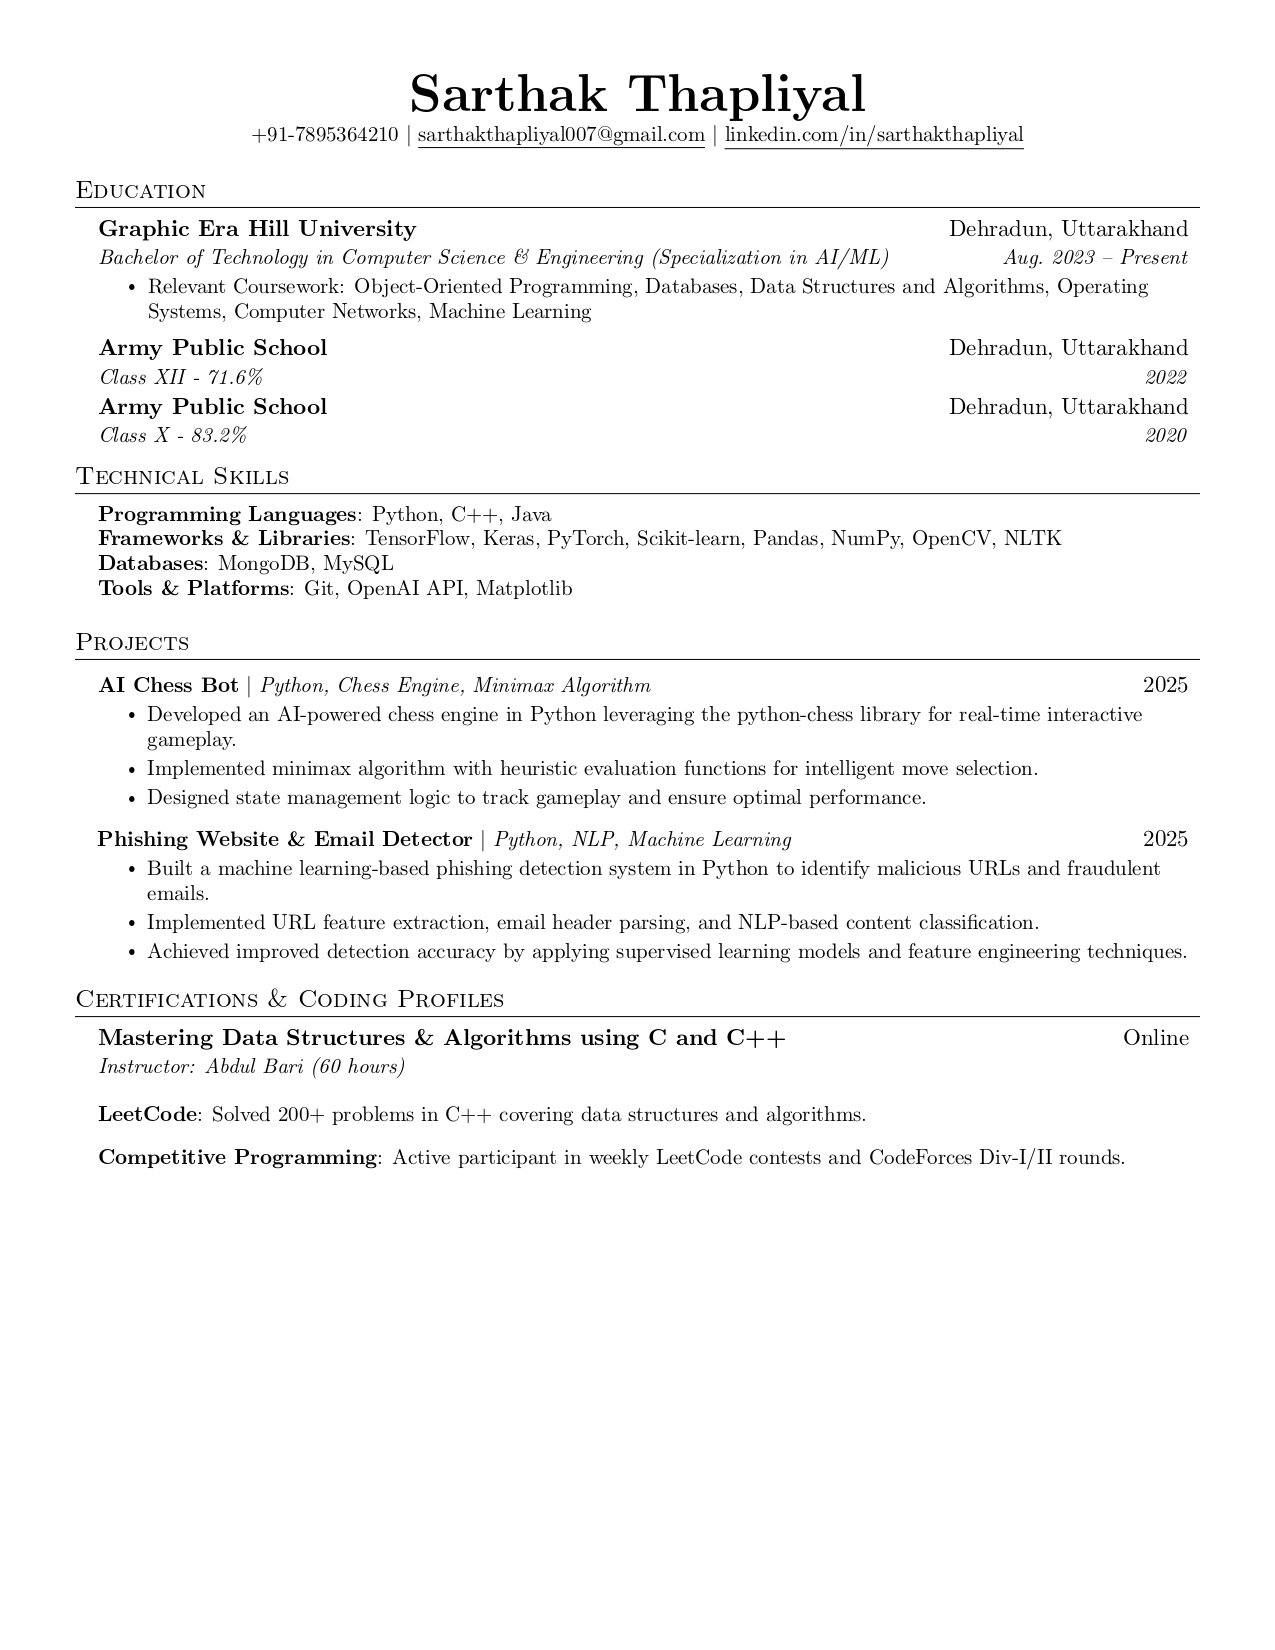 Sarthak Thapliyal
+91-7895364210 | sarthakthapliyal007@gmail.com | linkedin.com/in/sarthakthapliyal
Education
Graphic Era Hill University Dehradun, Uttarakhand
Bachelor of Technology in Computer Science & Engineering (Specialization in AI/ML) Aug. 2023 – Present
• Relevant Coursework: Object-Oriented Programming, Databases, Data Structures and Algorithms, Operating
Systems, Computer Networks, Machine Learning
Army Public School Dehradun, Uttarakhand
Class XII - 71.6% 2022
Army Public School Dehradun, Uttarakhand
Class X - 83.2% 2020
Technical Skills
Programming Languages: Python, C++, Java
Frameworks & Libraries: TensorFlow, Keras, PyTorch, Scikit-learn, Pandas, NumPy, OpenCV, NLTK
Databases: MongoDB, MySQL
Tools & Platforms: Git, OpenAI API, Matplotlib
Projects
AI Chess Bot | Python, Chess Engine, Minimax Algorithm 2025
• Developed an AI-powered chess engine in Python leveraging the python-chess library for real-time interactive
gameplay.
• Implemented minimax algorithm with heuristic evaluation functions for intelligent move selection.
• Designed state management logic to track gameplay and ensure optimal performance.
Phishing Website & Email Detector | Python, NLP, Machine Learning 2025
• Built a machine learning-based phishing detection system in Python to identify malicious URLs and fraudulent
emails.
• Implemented URL feature extraction, email header parsing, and NLP-based content classification.
• Achieved improved detection accuracy by applying supervised learning models and feature engineering techniques.
Certifications & Coding Profiles
Mastering Data Structures & Algorithms using C and C++ Online
Instructor: Abdul Bari (60 hours)
LeetCode: Solved 200+ problems in C++ covering data structures and algorithms.
Competitive Programming: Active participant in weekly LeetCode contests and CodeForces Div-I/II rounds.